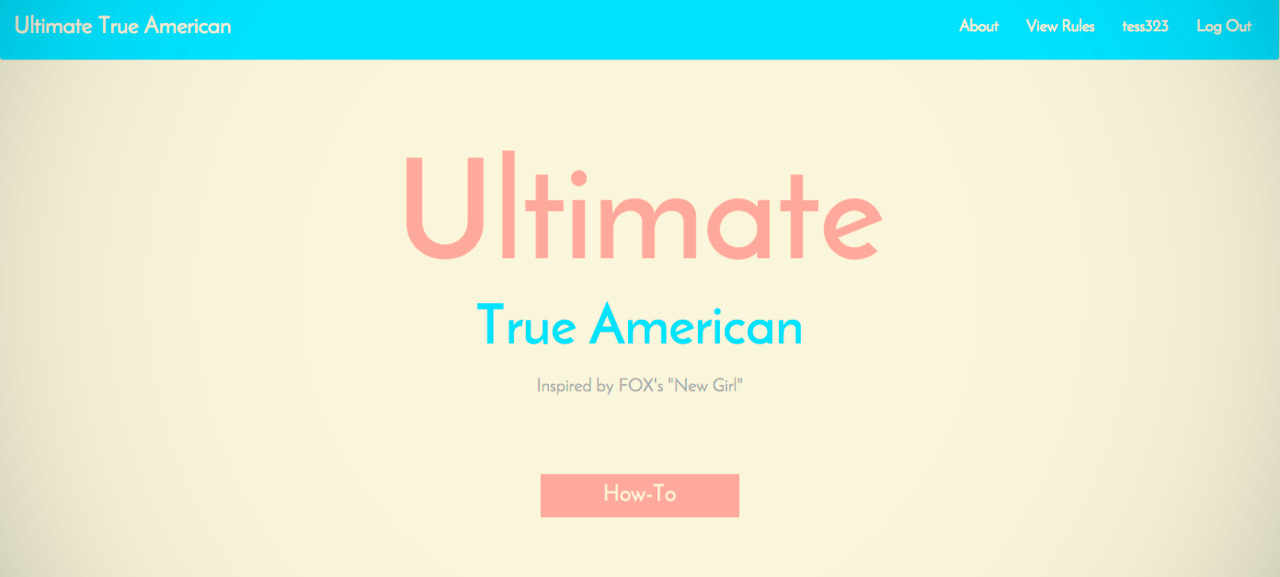 Ultimate True American
About View Rules tess323 Log Out
Ultimate
True American
Inspired by FOX's "New Girl"
How-To